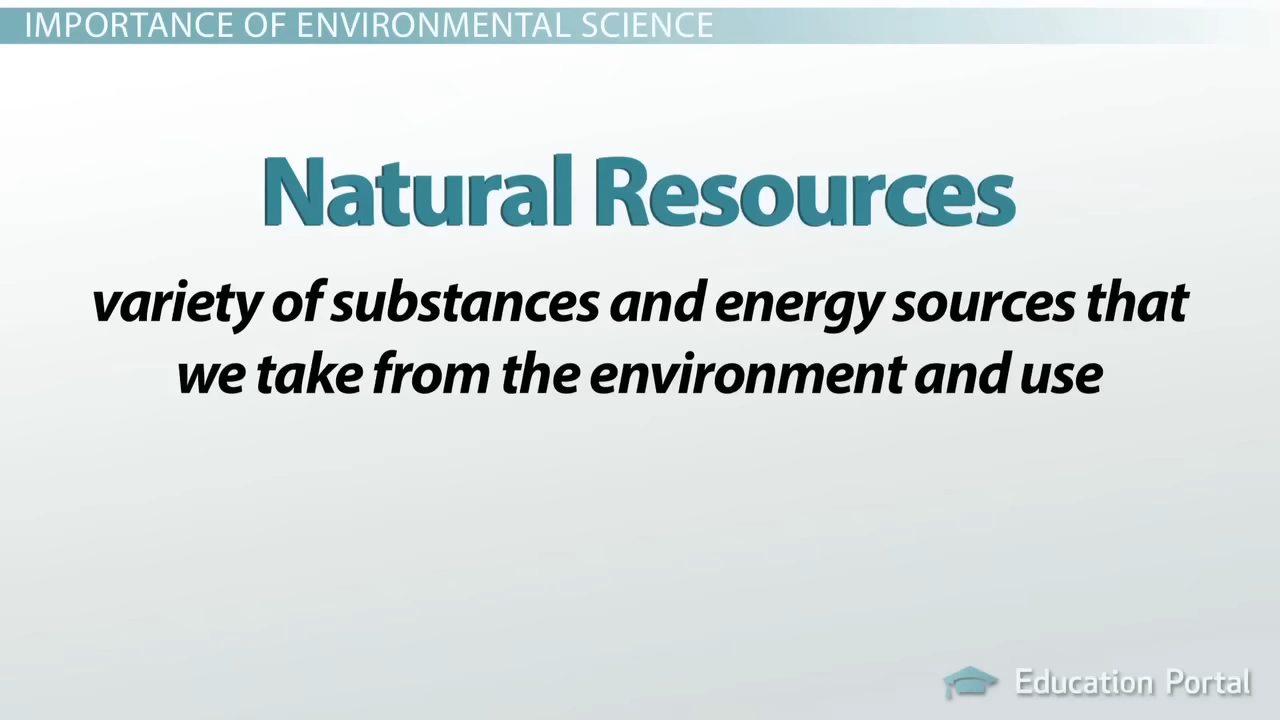 IMPORTANCE OF ENVIRONMENTAL SCIENCE
Natural Resources
variety of substances and energy sources that
we take from the environment and use
Education Portal